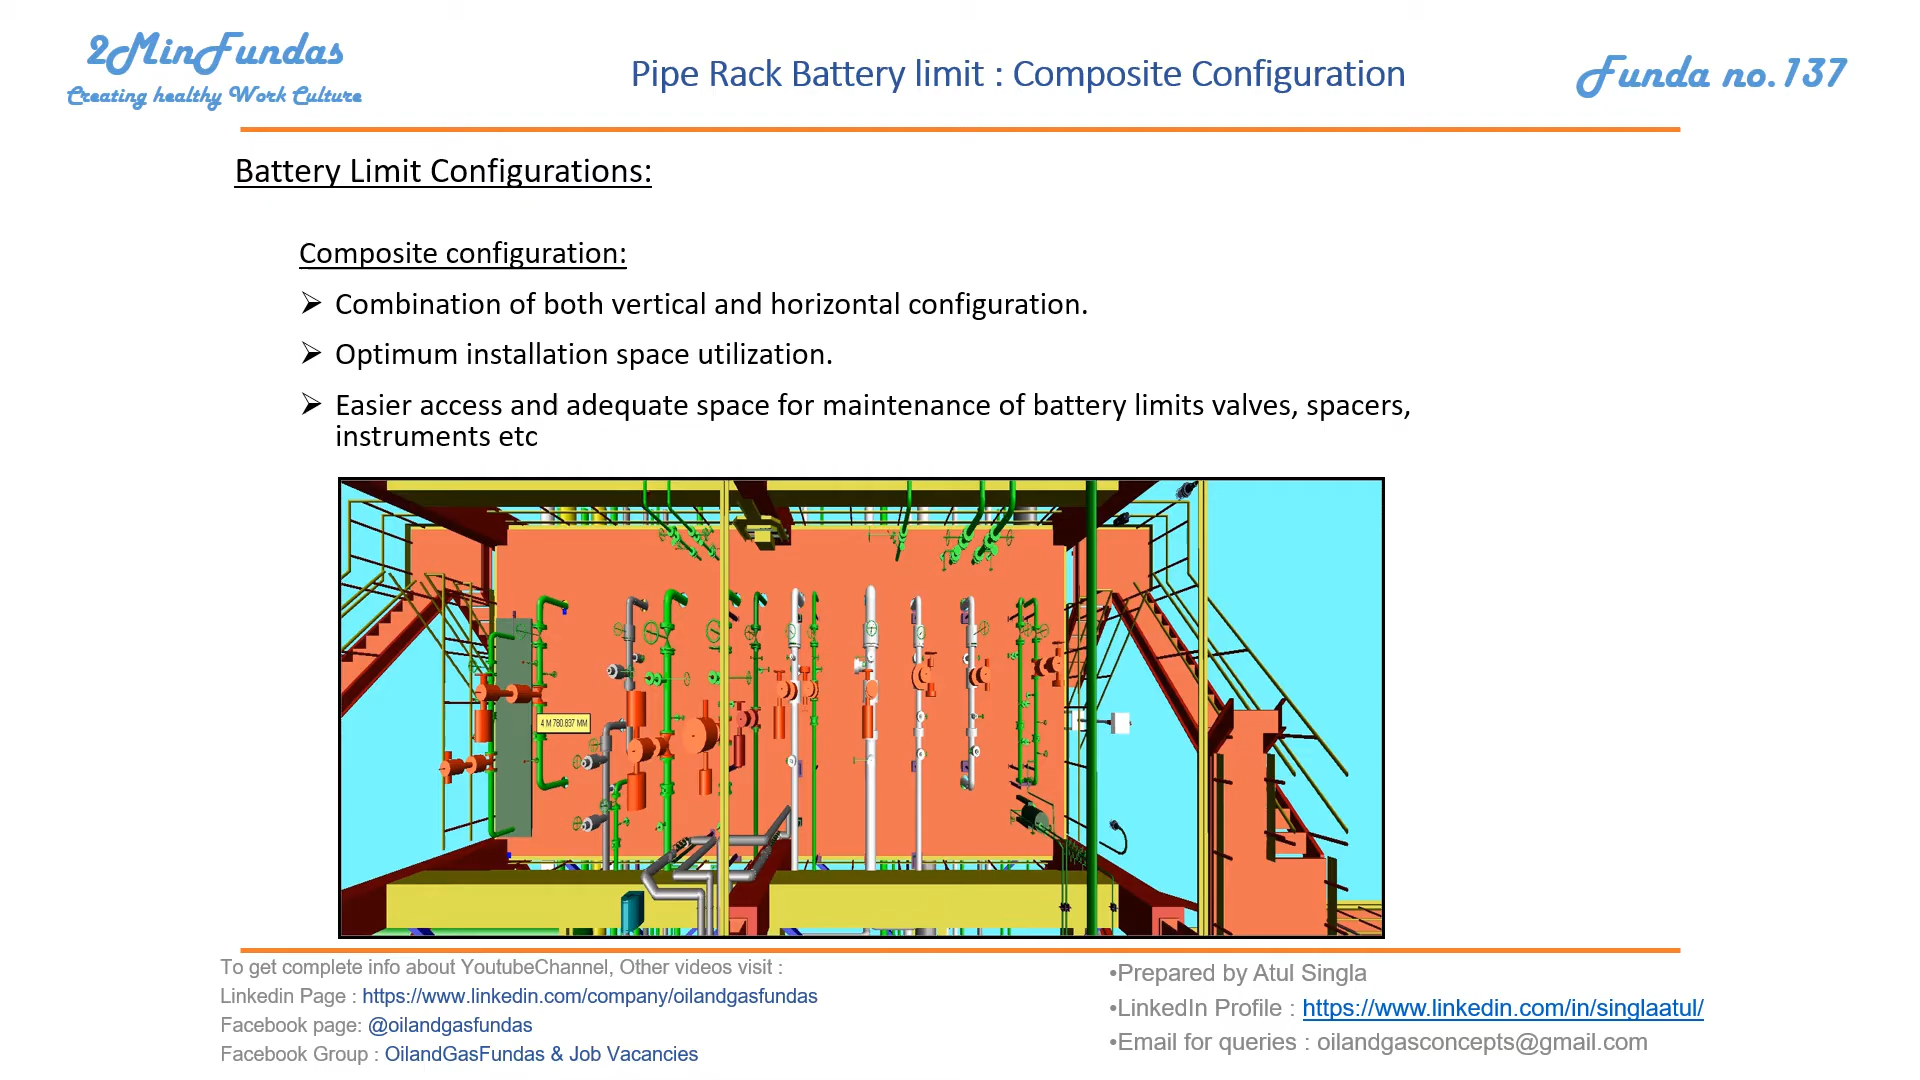 2MinFundas
Creating healthy Work Culture
Pipe Rack Battery limit : Composite Configuration
Funda no.137
Battery Limit Configurations:
Composite configuration:
➢ Combination of both vertical and horizontal configuration.
➢ Optimum installation space utilization.
➢ Easier access and adequate space for maintenance of battery limits valves, spacers,
instruments etc
4 M 780.837 MM
To get complete info about YoutubeChannel, Other videos visit :
Linkedin Page : https://www.linkedin.com/company/oilandgasfundas
Facebook page: @oilandgasfundas
Facebook Group : OilandGasFundas & Job Vacancies
•Prepared by Atul Singla
•LinkedIn Profile : https://www.linkedin.com/in/singlaatul/
•Email for queries : oilandgasconcepts@gmail.com